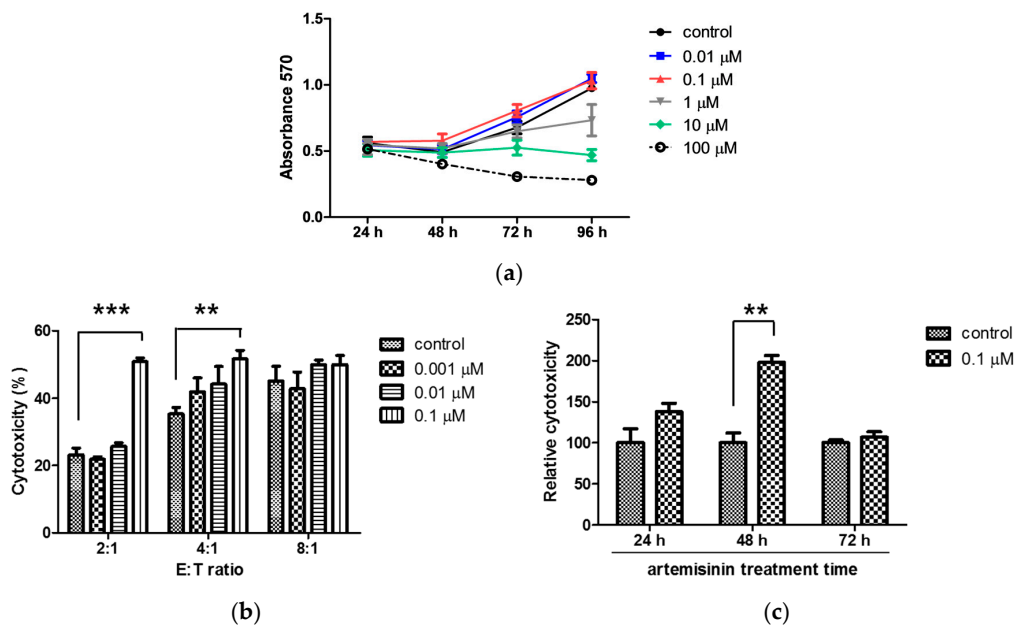 1.5
1.0
0.5
0.0
Absorbance 570
24 h 48 h 72 h 96 h
control
0.01 μM
0.1 μM
1 μM
10 μM
100 μM
(a)
60
40
20
0
Cytotoxicity (%)
*** **
2:1 4:1 8:1
E:T ratio
control
0.001 μM
0.01 μM
0.1 μM
(b)
250
200
150
100
50
0
Relative cytotoxicity
**
24 h 48 h 72 h
artemisinin treatment time
control
0.1 μM
(c)